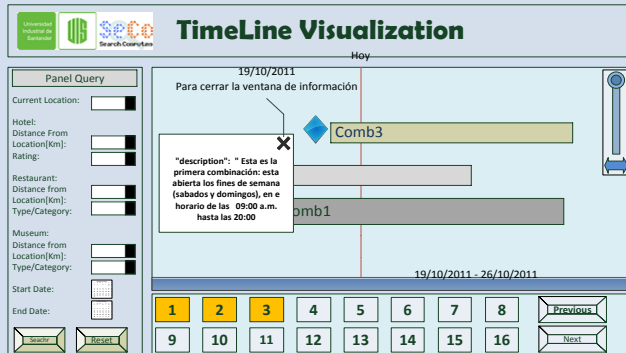 Universidad
Industrial de
Santander
UIS
SeCo
Search Computing
TimeLine Visualization
Hoy
Panel Query
Current Location:
Hotel:
Distance From
Location[Km]:
Rating:
Restaurant:
Distance from
Location[Km]:
Type/Category:
Museum:
Distance from
Location[Km]:
Type/Category:
Start Date:
End Date:
Seachr
Reset
19/10/2011
Para cerrar la ventana de información
"description": " Esta es la
primera combinación: esta
abierta los fines de semana
(sabados y domingos), en e
horario de las 09:00 a.m.
hasta las 20:00
Comb3
omb1
19/10/2011 - 26/10/2011
1 2 3 4 5 6 7 8 Previous
9 10 11 12 13 14 15 16 Next